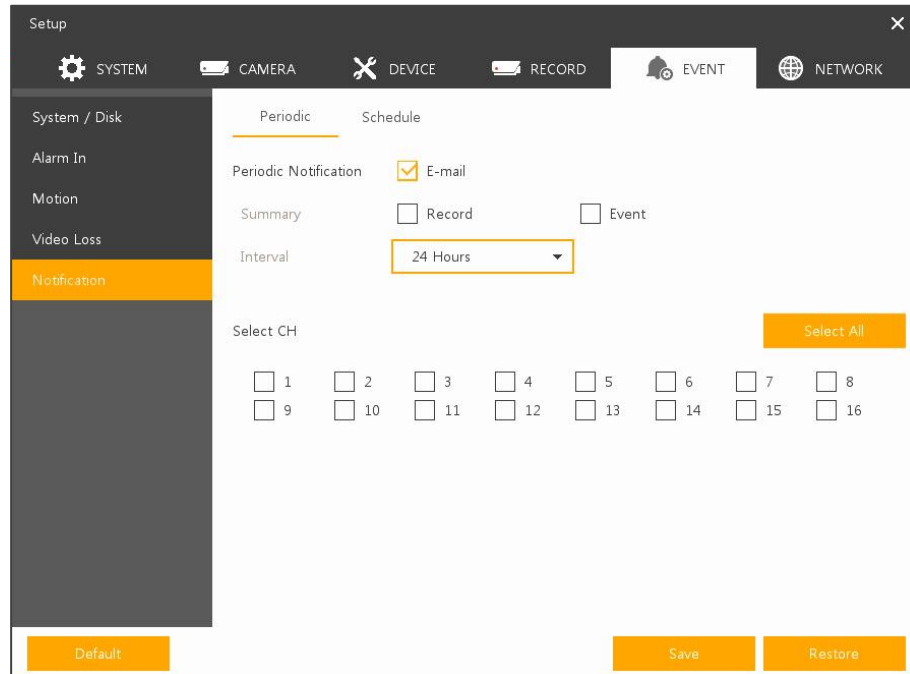 Setup
SYSTEM CAMERA DEVICE RECORD EVENT NETWORK
System / Disk
Alarm In
Motion
Video Loss
Notification
Periodic Schedule
Periodic Notification E-mail
Summary Record Event
Interval 24 Hours
Select CH Select All
1 2 3 4 5 6 7 8
9 10 11 12 13 14 15 16
Default Save Restore